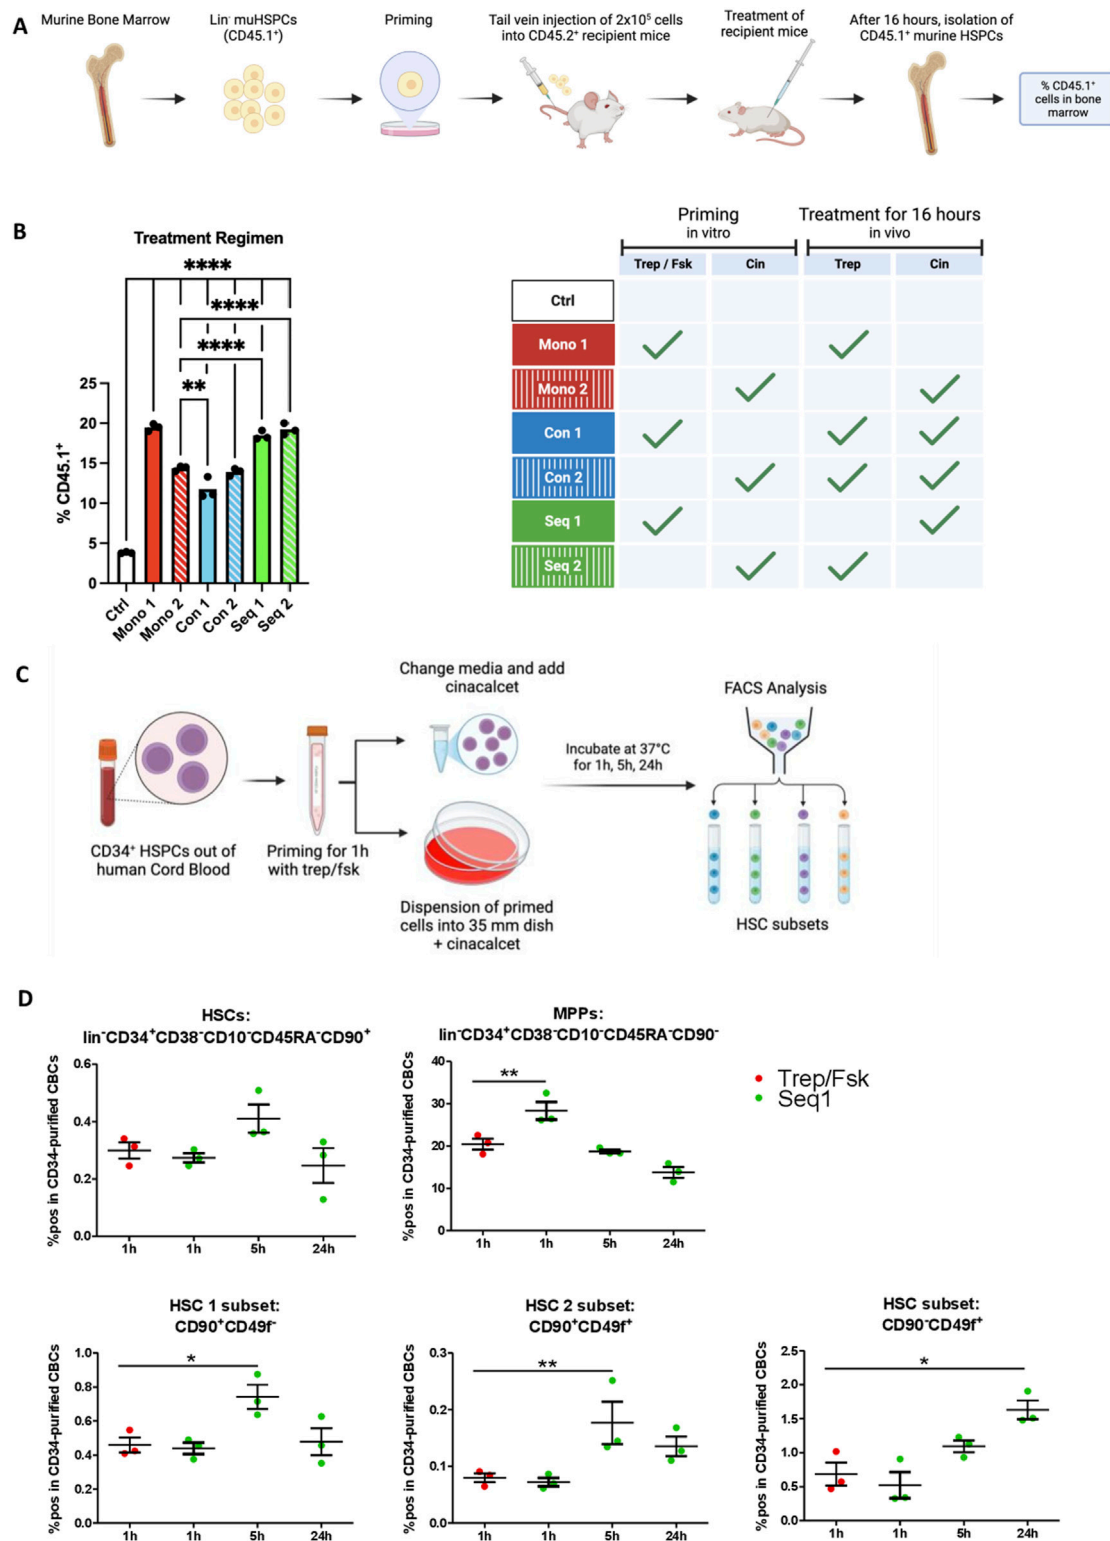 A
Murine Bone Marrow
Lin⁻ muHSPCs
(CD45.1⁺)
Priming
Tail vein injection of 2x10⁵ cells
into CD45.2⁺ recipient mice
Treatment of
recipient mice
After 16 hours, isolation of
CD45.1⁺ murine HSPCs
% CD45.1⁺
cells in bone
marrow
B
Treatment Regimen
****
****
****
**
25
20
15
10
5
0
% CD45.1⁺
Ctrl
Mono 1
Mono 2
Con 1
Con 2
Seq 1
Seq 2
Priming
in vitro
Treatment for 16 hours
in vivo
Trep / Fsk
Cin
Trep
Cin
Ctrl
Mono 1
Mono 2
Con 1
Con 2
Seq 1
Seq 2
C
Change media and add
cinacalcet
FACS Analysis
Incubate at 37°C
for 1h, 5h, 24h
CD34⁺ HSPCs out of
human Cord Blood
Priming for 1h
with trep/fsk
Dispension of primed
cells into 35 mm dish
+ cinacalcet
HSC subsets
D
HSCs:
lin⁻CD34⁺CD38⁻CD10⁻CD45RA⁻CD90⁺
%pos in CD34-purified CBCs
0.6
0.4
0.2
0.0
1h 1h 5h 24h
MPPs:
lin⁻CD34⁺CD38⁻CD10⁻CD45RA⁻CD90⁻
%pos in CD34-purified CBCs
40
30
20
10
0
**
1h 1h 5h 24h
Trep/Fsk
Seq1
HSC 1 subset:
CD90⁺CD49f⁻
%pos in CD34-purified CBCs
1.0
0.8
0.6
0.4
0.2
0.0
*
1h 1h 5h 24h
HSC 2 subset:
CD90⁺CD49f⁺
%pos in CD34-purified CBCs
0.3
0.2
0.1
0.0
**
1h 1h 5h 24h
HSC subset:
CD90⁻CD49f⁺
%pos in CD34-purified CBCs
2.5
2.0
1.5
1.0
0.5
0.0
*
1h 1h 5h 24h